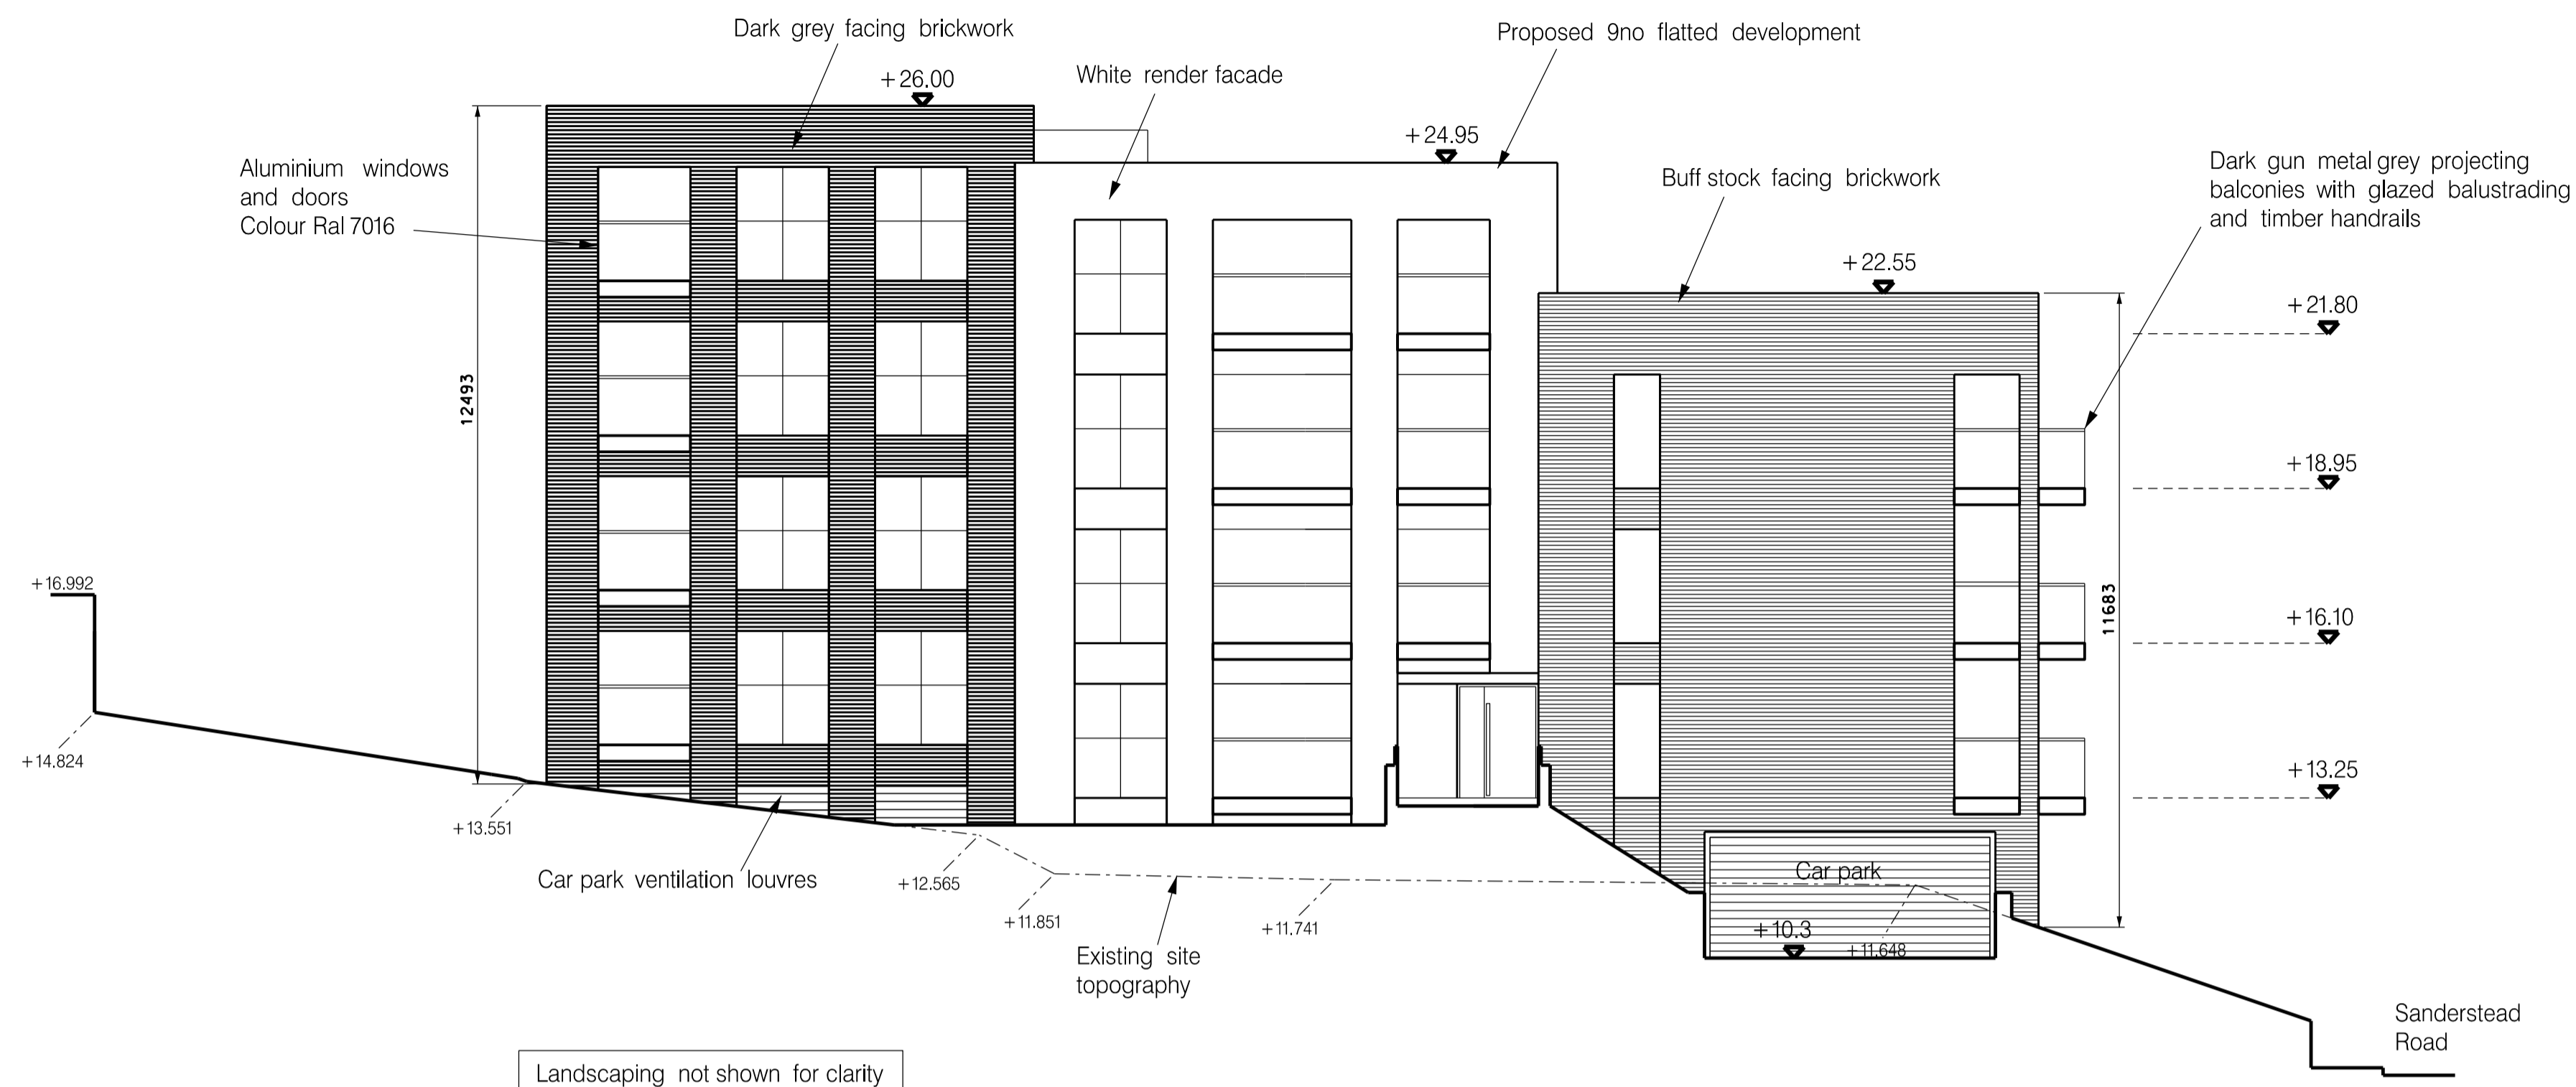 Dark grey facing brickwork
Proposed 9no flatted development
+26.00
White render facade
+24.95
Aluminium windows
and doors
Colour Ral 7016
Buff stock facing brickwork
Dark gun metal grey projecting
balconies with glazed balustrading
and timber handrails
+22.55
+21.80
12493
+18.95
+16.992
11683
+16.10
+14.824
+13.25
+13.551
Car park ventilation louvres
+12.565
Car park
+11.851
+11.741
+10.3
+11.648
Existing site
topography
Sanderstead
Road
Landscaping not shown for clarity